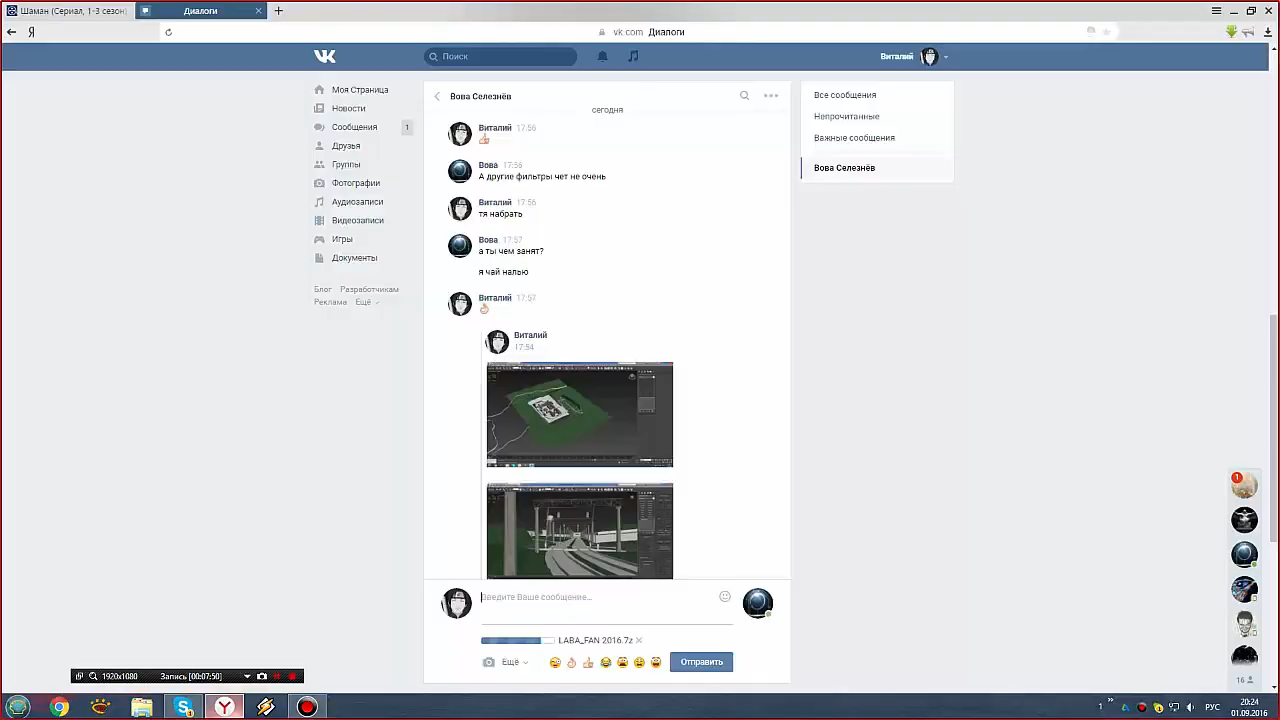 Шаман (Сериал, 1-3 сезон)
Диалоги
Я
vk.com Диалоги
Поиск
Виталий
Моя Страница
Новости
Сообщения 1
Друзья
Группы
Фотографии
Аудиозаписи
Видеозаписи
Игры
Документы
Блог Разработчикам
Реклама Ещё
Вова Селезнёв
сегодня
Виталий 17:56
Вова 17:56
А другие фильтры чет не очень
Виталий 17:56
тя набрать
Вова 17:57
а ты чем занят?
я чай налью
Виталий 17:57
Виталий
17:54
Введите Ваше сообщение...
LABA_FAN 2016.7z
Ещё
Отправить
Все сообщения
Непрочитанные
Важные сообщения
Вова Селезнёв
1
16
1920x1080 Запись [00:07:50]
1
РУС
20:24
01.09.2016